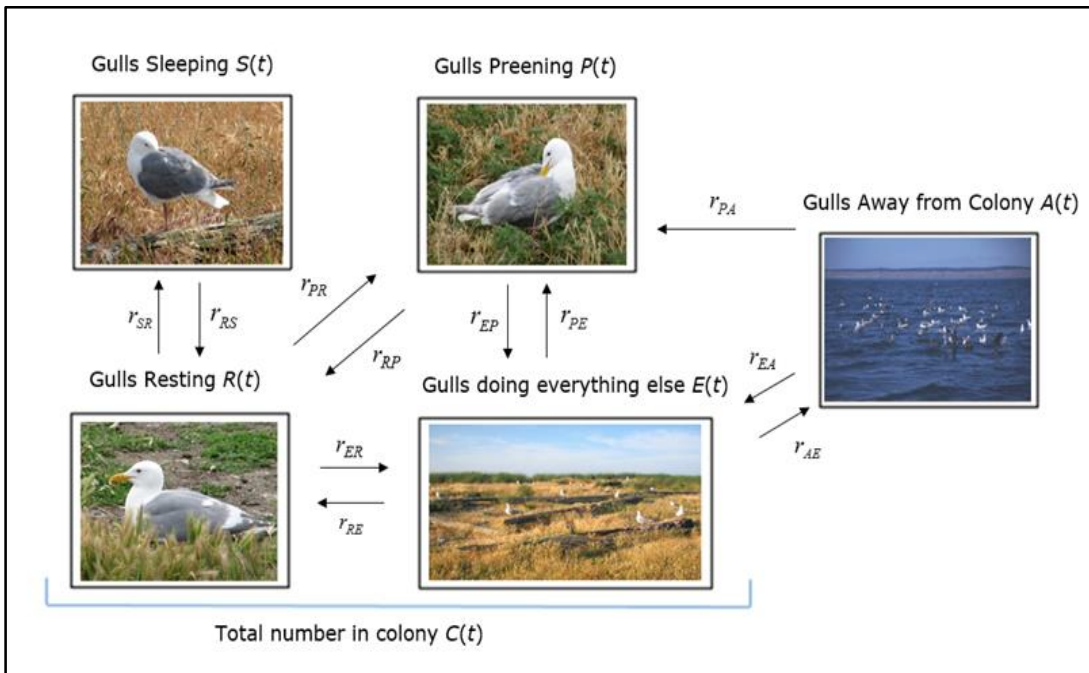 Gulls Sleeping S(t)
Gulls Preening P(t)
r_PA
Gulls Away from Colony A(t)
r_SR
r_RS
r_PR
r_RP
r_EP
r_PE
r_EA
r_AE
Gulls Resting R(t)
Gulls doing everything else E(t)
r_ER
r_RE
Total number in colony C(t)